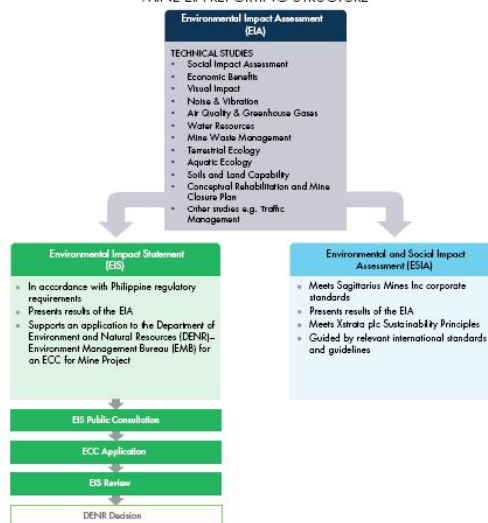 MINE EIA REPORTING STRUCTURE
Environmental Impact Assessment
(EIA)
TECHNICAL STUDIES
• Social Impact Assessment
• Economic Benefits
• Visual Impact
• Noise & Vibration
• Air Quality & Greenhouse Gases
• Water Resources
• Mine Waste Management
• Terrestrial Ecology
• Aquatic Ecology
• Soils and Land Capability
• Conceptual Rehabilitation and Mine
Closure Plan
• Other studies e.g. Traffic
Management
Environmental Impact Statement
(EIS)
• In accordance with Philippine regulatory
requirements
• Presents results of the EIA
• Supports an application to the Department of
Environment and Natural Resources (DENR)–
Environment Management Bureau (EMB) for
an ECC for Mine Project
EIS Public Consultation
ECC Application
EIS Review
DENR Decision
Environmental and Social Impact
Assessment (ESIA)
• Meets Sagittarius Mines Inc corporate
standards
• Presents results of the EIA
• Meets Xstrata plc Sustainability Principles
• Guided by relevant international standards
and guidelines